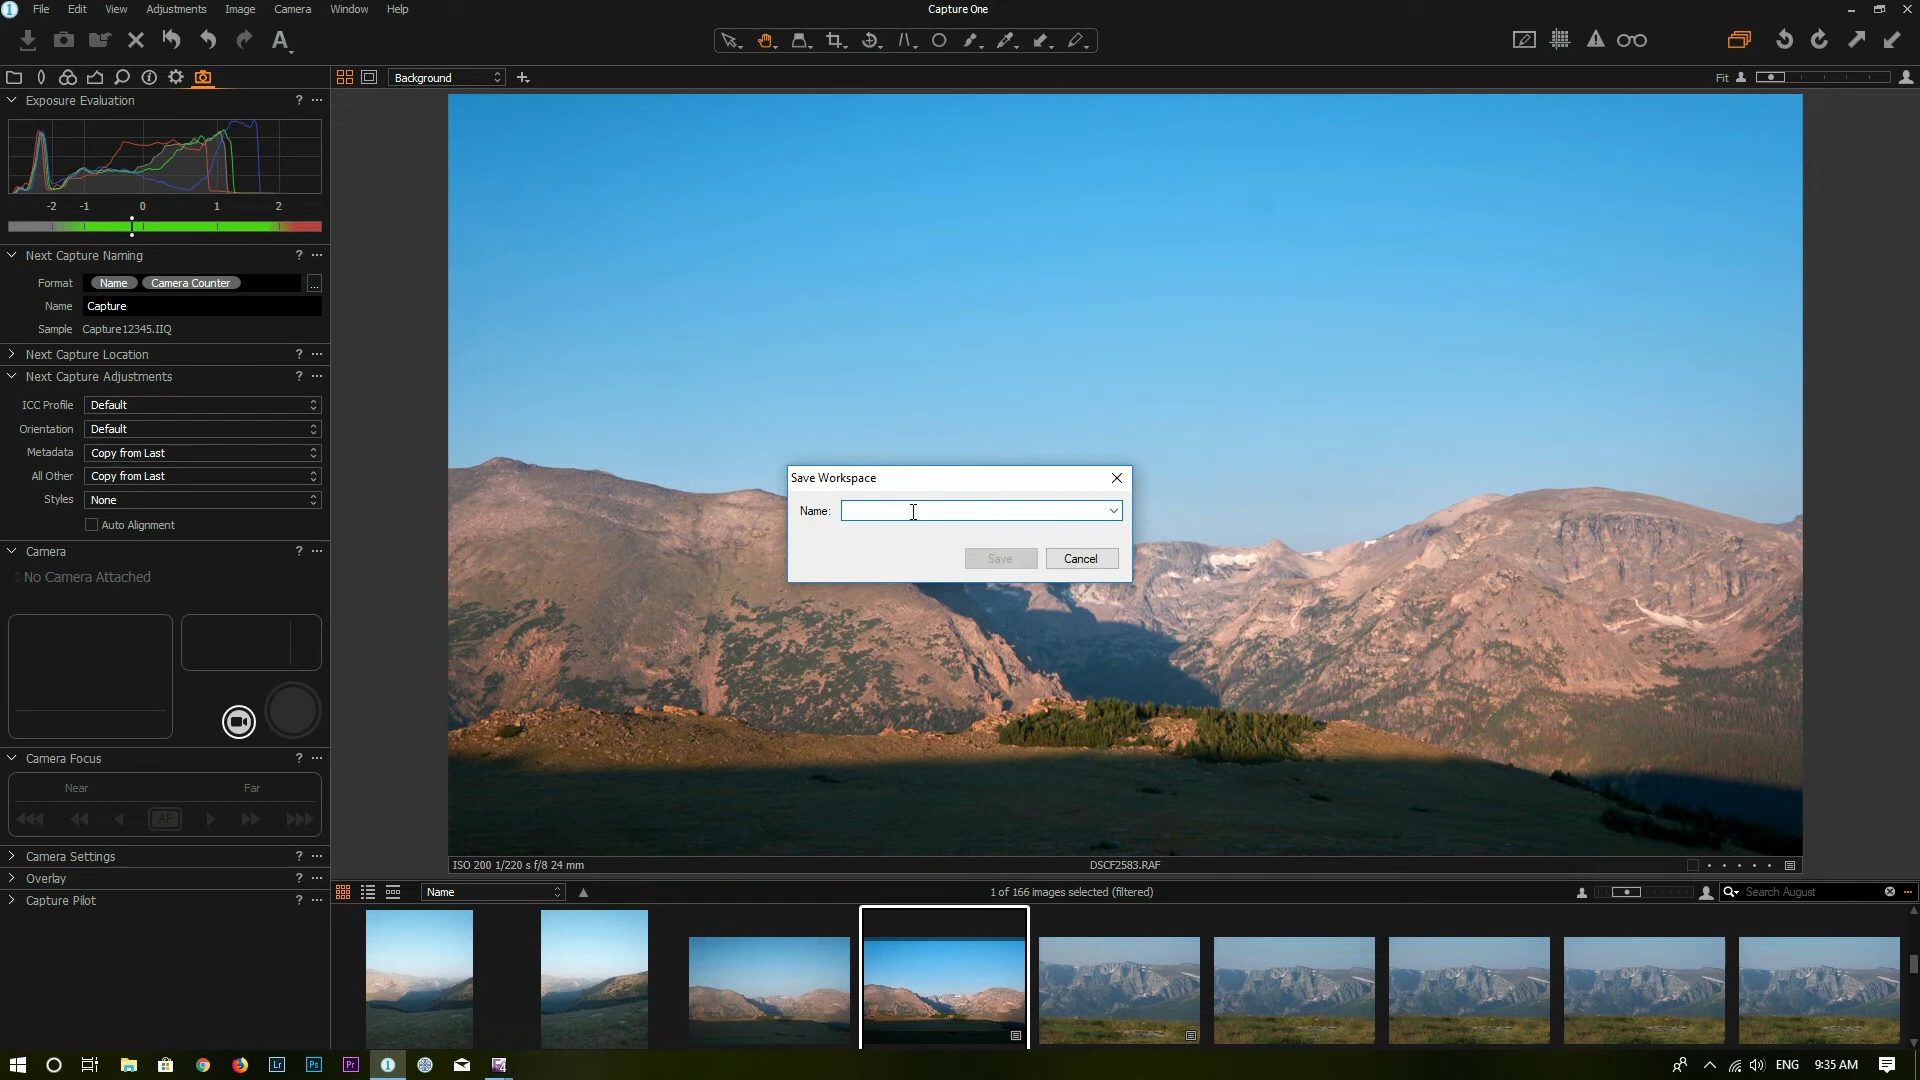 File Edit View Adjustments Image Camera Window Help
Capture One
A
Background
Fit
Exposure Evaluation ? ...
-2 -1 0 1 2
Next Capture Naming ? ...
Format Name Camera Counter ...
Name Capture
Sample Capture12345.IIQ
Next Capture Location ? ...
Next Capture Adjustments ? ...
ICC Profile Default
Orientation Default
Metadata Copy from Last
All Other Copy from Last
Styles None
Auto Alignment
Camera ? ...
No Camera Attached
Camera Focus ? ...
Near Far
AF
Camera Settings ? ...
Overlay ? ...
Capture Pilot ? ...
Save Workspace
Name:
Save Cancel
ISO 200 1/220 s f/8 24 mm
DSCF2583.RAF
Name
1 of 166 images selected (filtered)
Search August
Lr Ps Pr 1
ENG 9:35 AM